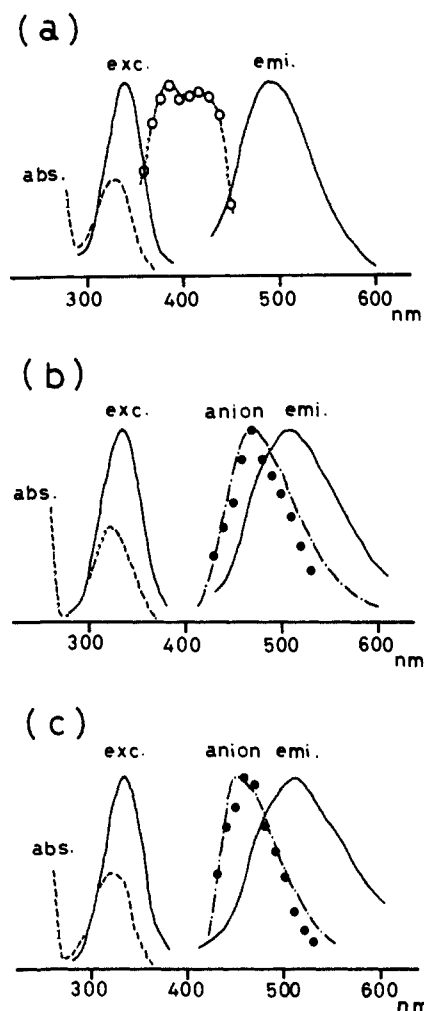 (a)
exc. emi.
abs.
300 400 500 600
nm
(b)
exc. anion emi.
abs.
300 400 500 600
nm
(c)
exc. anion emi.
abs.
300 400 500 600
nm